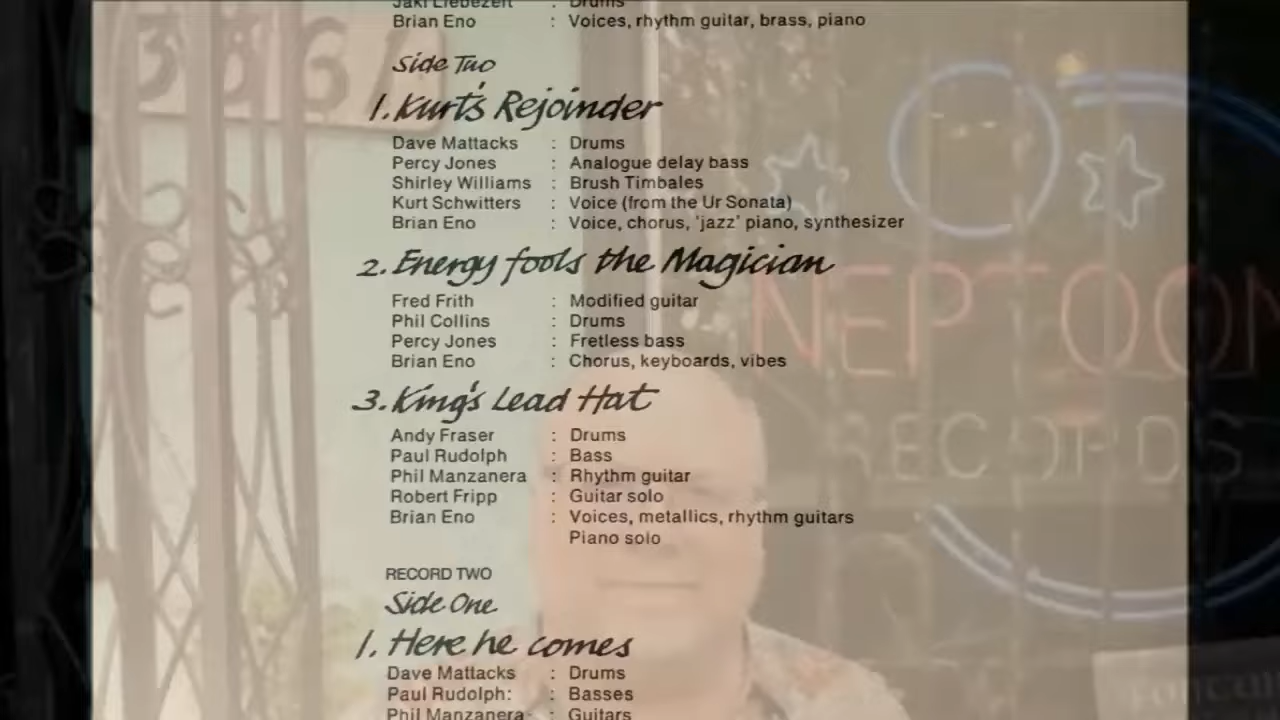 Jaki Liebezeit : Drums
Brian Eno : Voices, rhythm guitar, brass, piano
Side Two
1. Kurt's Rejoinder
Dave Mattacks : Drums
Percy Jones : Analogue delay bass
Shirley Williams : Brush Timbales
Kurt Schwitters : Voice (from the Ur Sonata)
Brian Eno : Voice, chorus, 'jazz' piano, synthesizer
2. Energy fools the Magician
Fred Frith : Modified guitar
Phil Collins : Drums
Percy Jones : Fretless bass
Brian Eno : Chorus, keyboards, vibes
3. King's Lead Hat
Andy Fraser : Drums
Paul Rudolph : Bass
Phil Manzanera : Rhythm guitar
Robert Fripp : Guitar solo
Brian Eno : Voices, metallics, rhythm guitars
Piano solo
RECORD TWO
Side One
1. Here he comes
Dave Mattacks : Drums
Paul Rudolph: : Basses
Phil Manzanera : Guitars
3361
NEPTOON
RECORDS